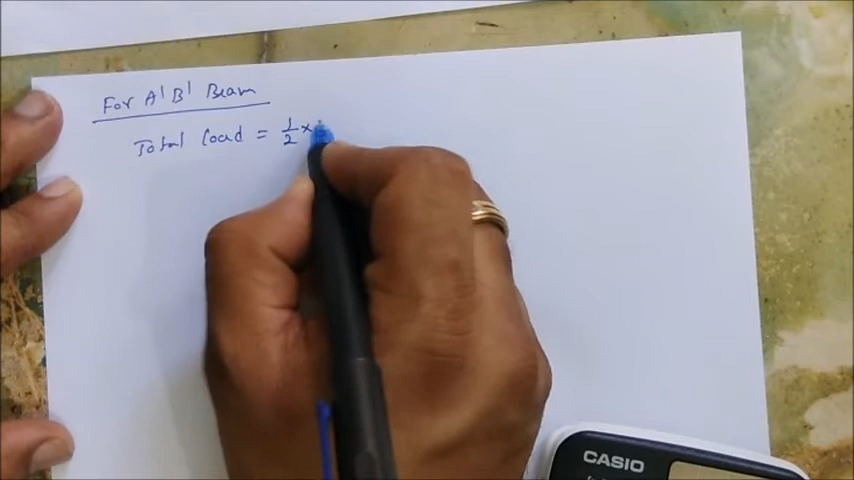 For A'B' Beam
Total load = 1/2 ×
CASIO